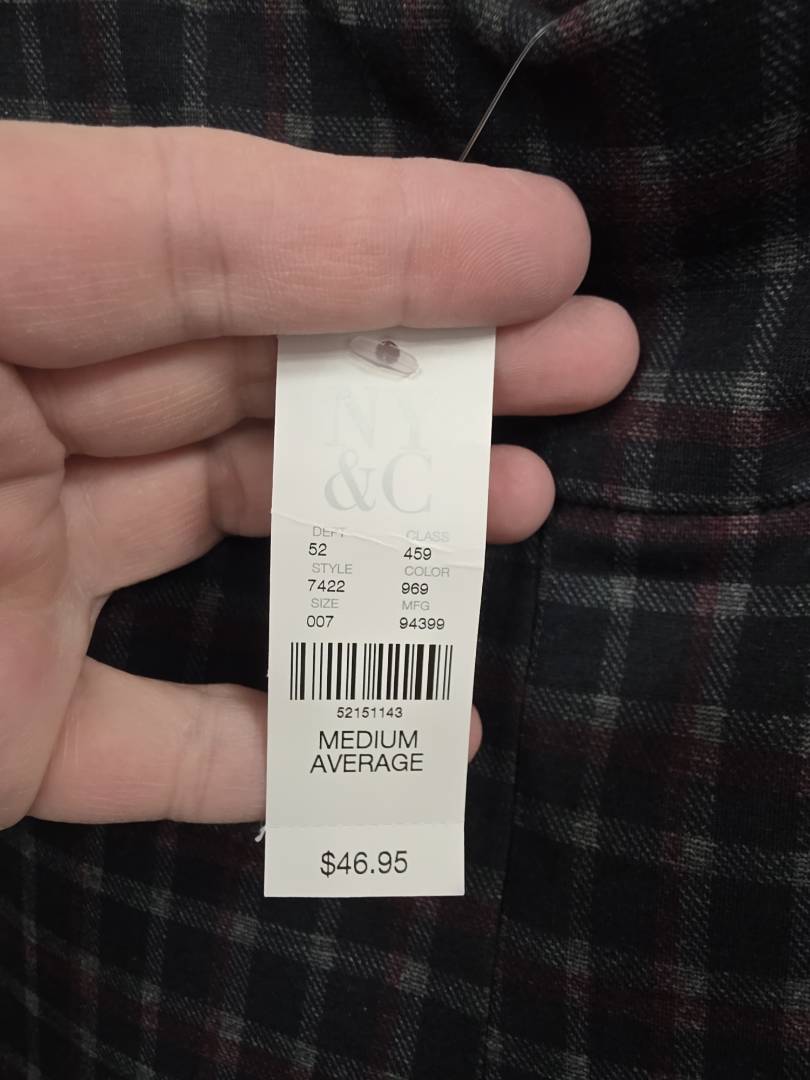 NY
&C
DEPT CLASS
52 459
STYLE COLOR
7422 969
SIZE MFG
007 94399
52151143
MEDIUM
AVERAGE
$46.95